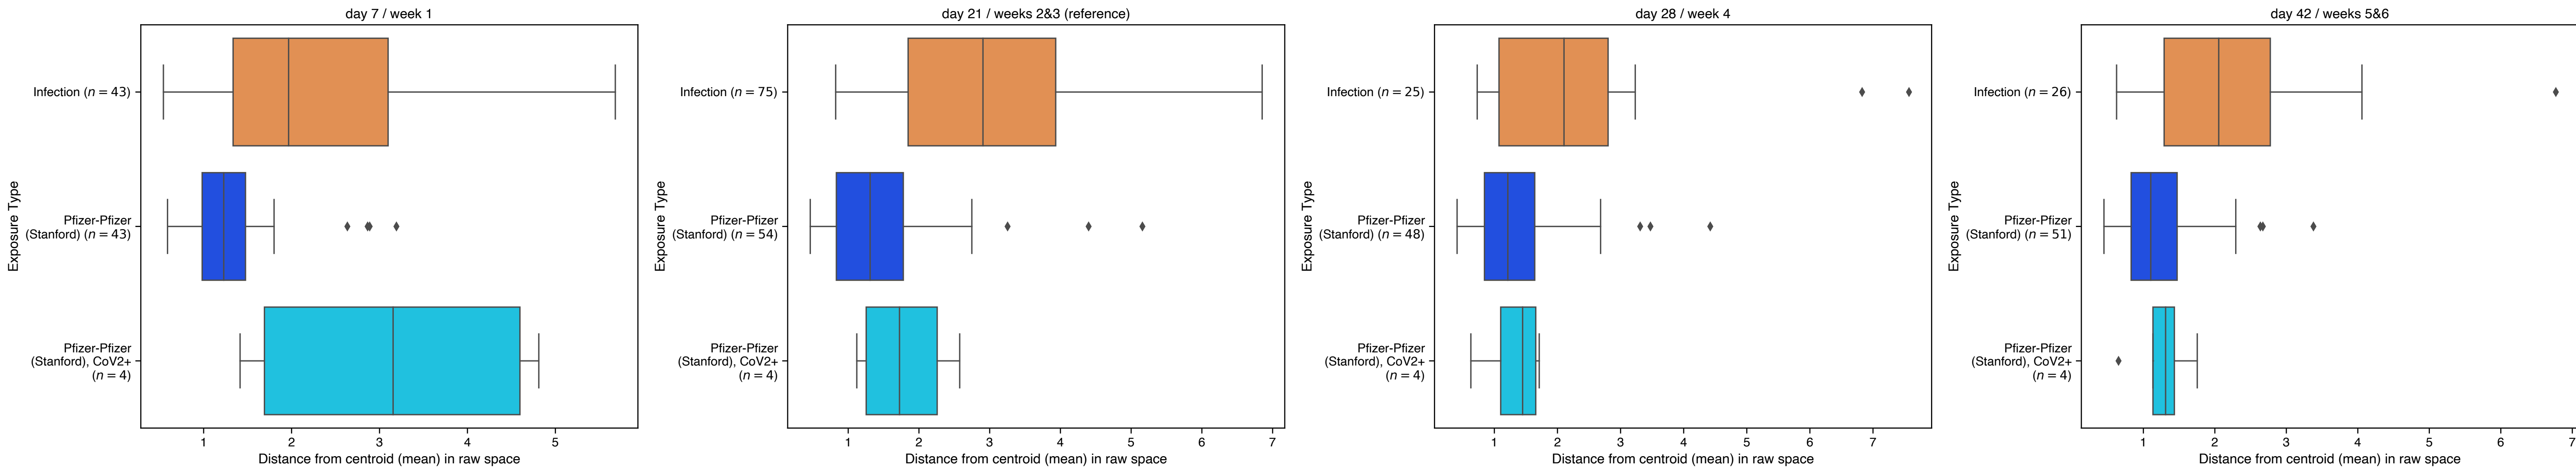 day 7 / week 1
Exposure Type
Infection (n = 43)
Pfizer-Pfizer
(Stanford) (n = 43)
Pfizer-Pfizer
(Stanford), CoV2+
(n = 4)
1 2 3 4 5
Distance from centroid (mean) in raw space
day 21 / weeks 2&3 (reference)
Exposure Type
Infection (n = 75)
Pfizer-Pfizer
(Stanford) (n = 54)
Pfizer-Pfizer
(Stanford), CoV2+
(n = 4)
1 2 3 4 5 6 7
Distance from centroid (mean) in raw space
day 28 / week 4
Exposure Type
Infection (n = 25)
Pfizer-Pfizer
(Stanford) (n = 48)
Pfizer-Pfizer
(Stanford), CoV2+
(n = 4)
1 2 3 4 5 6 7
Distance from centroid (mean) in raw space
day 42 / weeks 5&6
Exposure Type
Infection (n = 26)
Pfizer-Pfizer
(Stanford) (n = 51)
Pfizer-Pfizer
(Stanford), CoV2+
(n = 4)
1 2 3 4 5 6 7
Distance from centroid (mean) in raw space